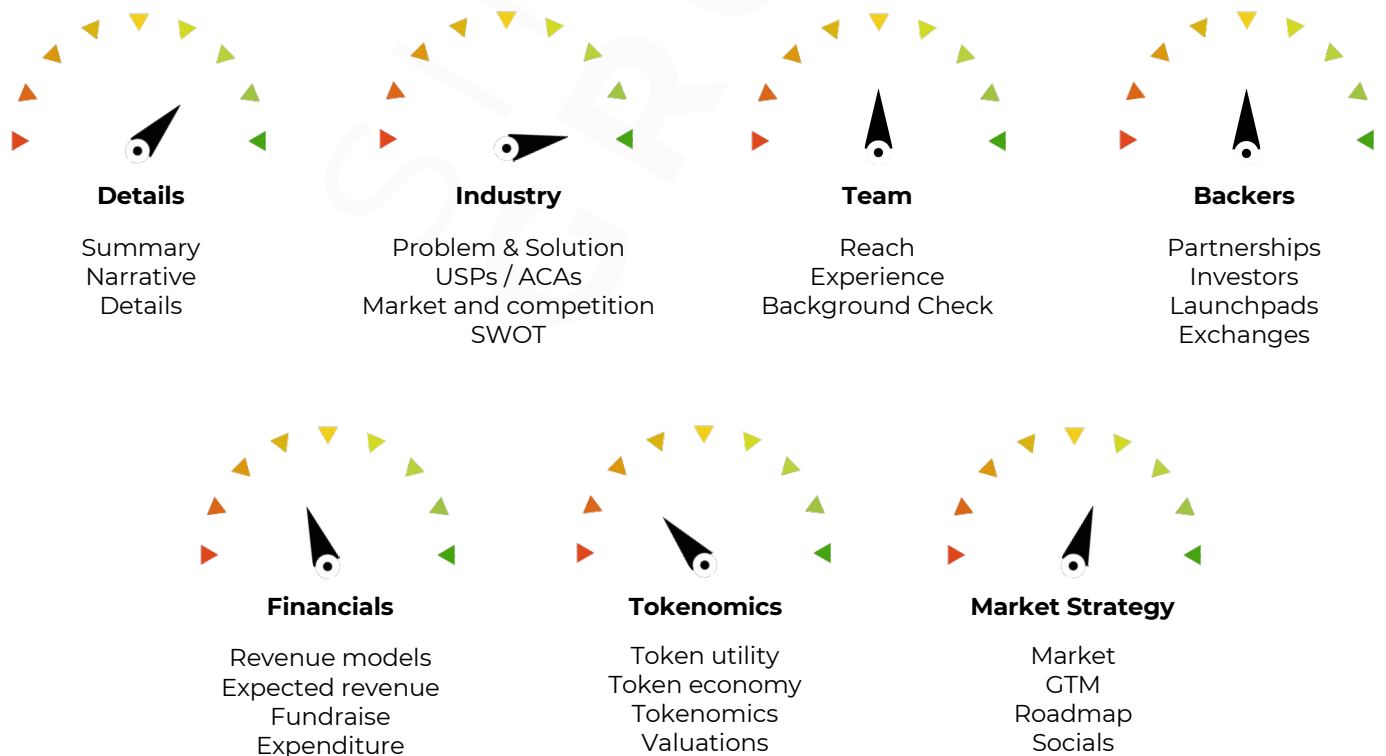 Details
Summary
Narrative
Details
Industry
Problem & Solution
USPs / ACAs
Market and competition
SWOT
Team
Reach
Experience
Background Check
Backers
Partnerships
Investors
Launchpads
Exchanges
Financials
Revenue models
Expected revenue
Fundraise
Expenditure
Tokenomics
Token utility
Token economy
Tokenomics
Valuations
Market Strategy
Market
GTM
Roadmap
Socials